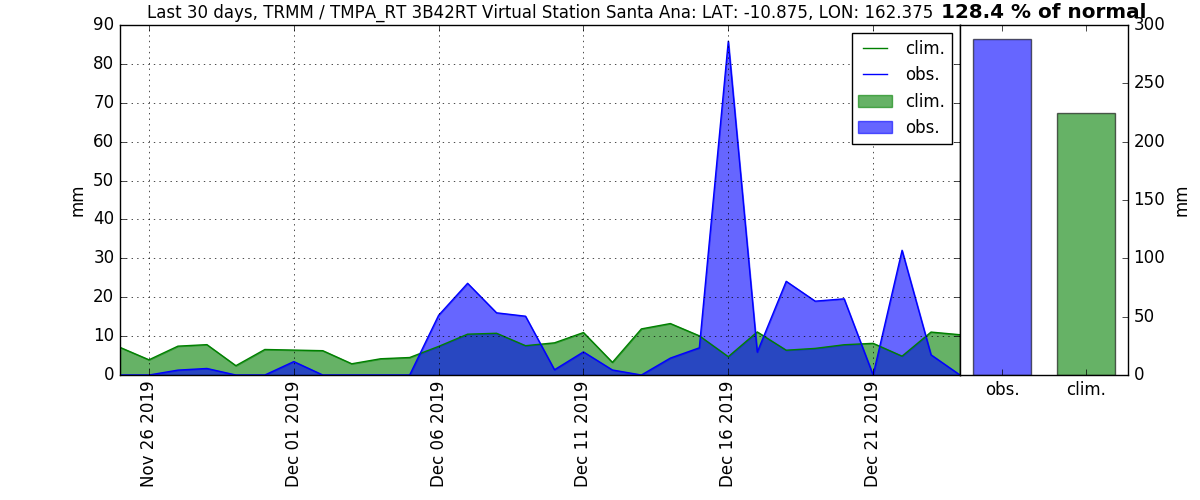 Last 30 days, TRMM / TMPA_RT 3B42RT Virtual Station Santa Ana: LAT: -10.875, LON: 162.375 128.4 % of normal
90
80
70
60
50
40
30
20
10
0
mm
clim.
obs.
clim.
obs.
Nov 26 2019
Dec 01 2019
Dec 06 2019
Dec 11 2019
Dec 16 2019
Dec 21 2019
300
250
200
150
100
50
0
mm
obs. clim.